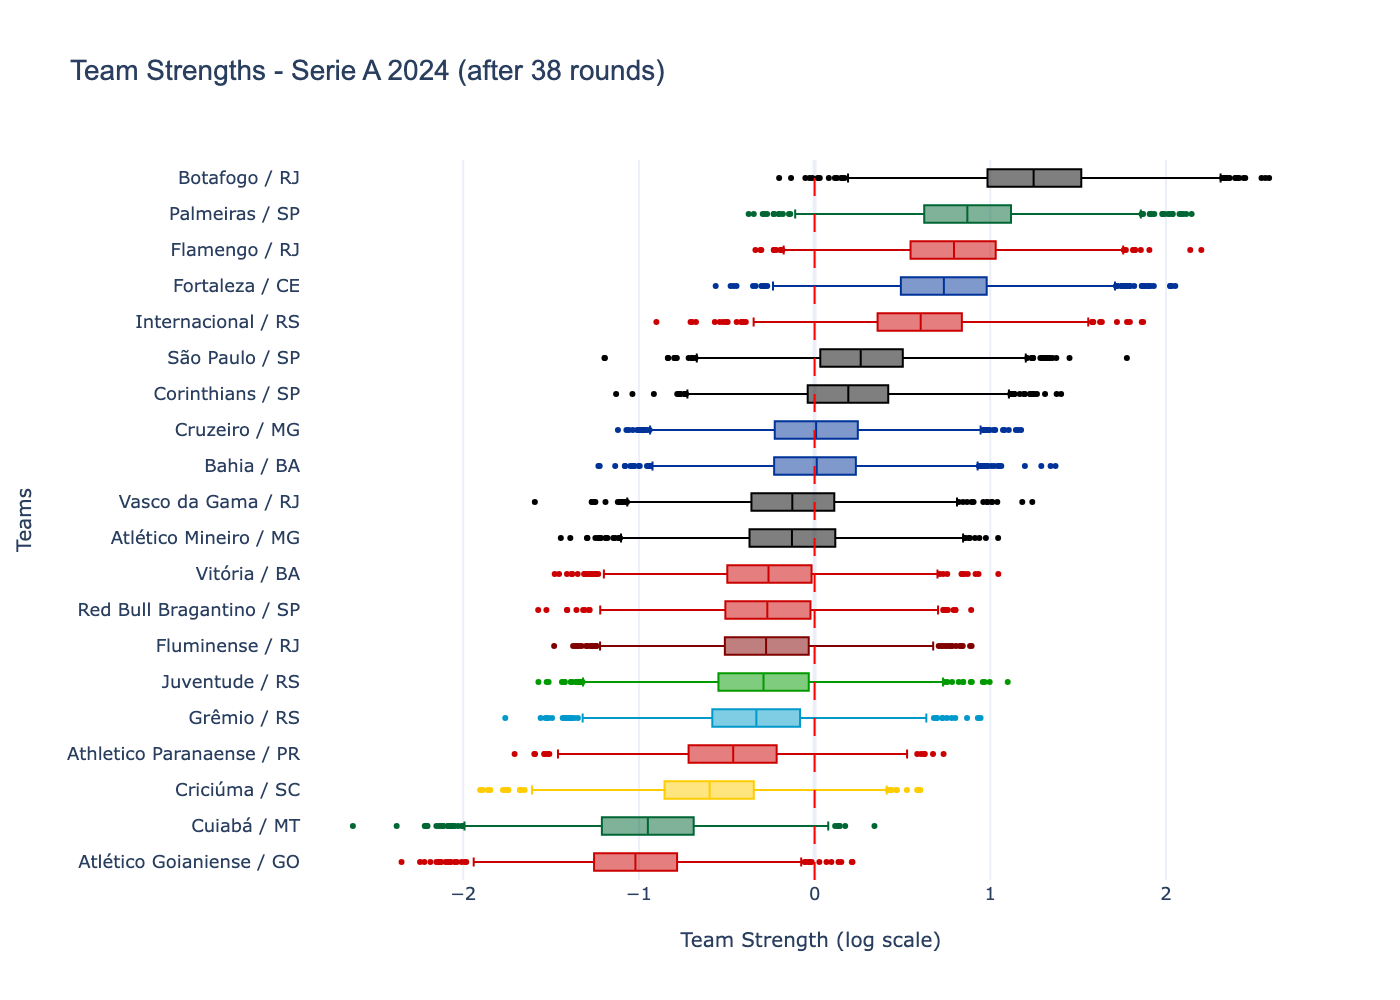 Team Strengths - Serie A 2024 (after 38 rounds)
Botafogo / RJ
Palmeiras / SP
Flamengo / RJ
Fortaleza / CE
Internacional / RS
São Paulo / SP
Corinthians / SP
Cruzeiro / MG
Bahia / BA
Vasco da Gama / RJ
Atlético Mineiro / MG
Vitória / BA
Red Bull Bragantino / SP
Fluminense / RJ
Juventude / RS
Grêmio / RS
Athletico Paranaense / PR
Criciúma / SC
Cuiabá / MT
Atlético Goianiense / GO
Teams
−2 −1 0 1 2
Team Strength (log scale)